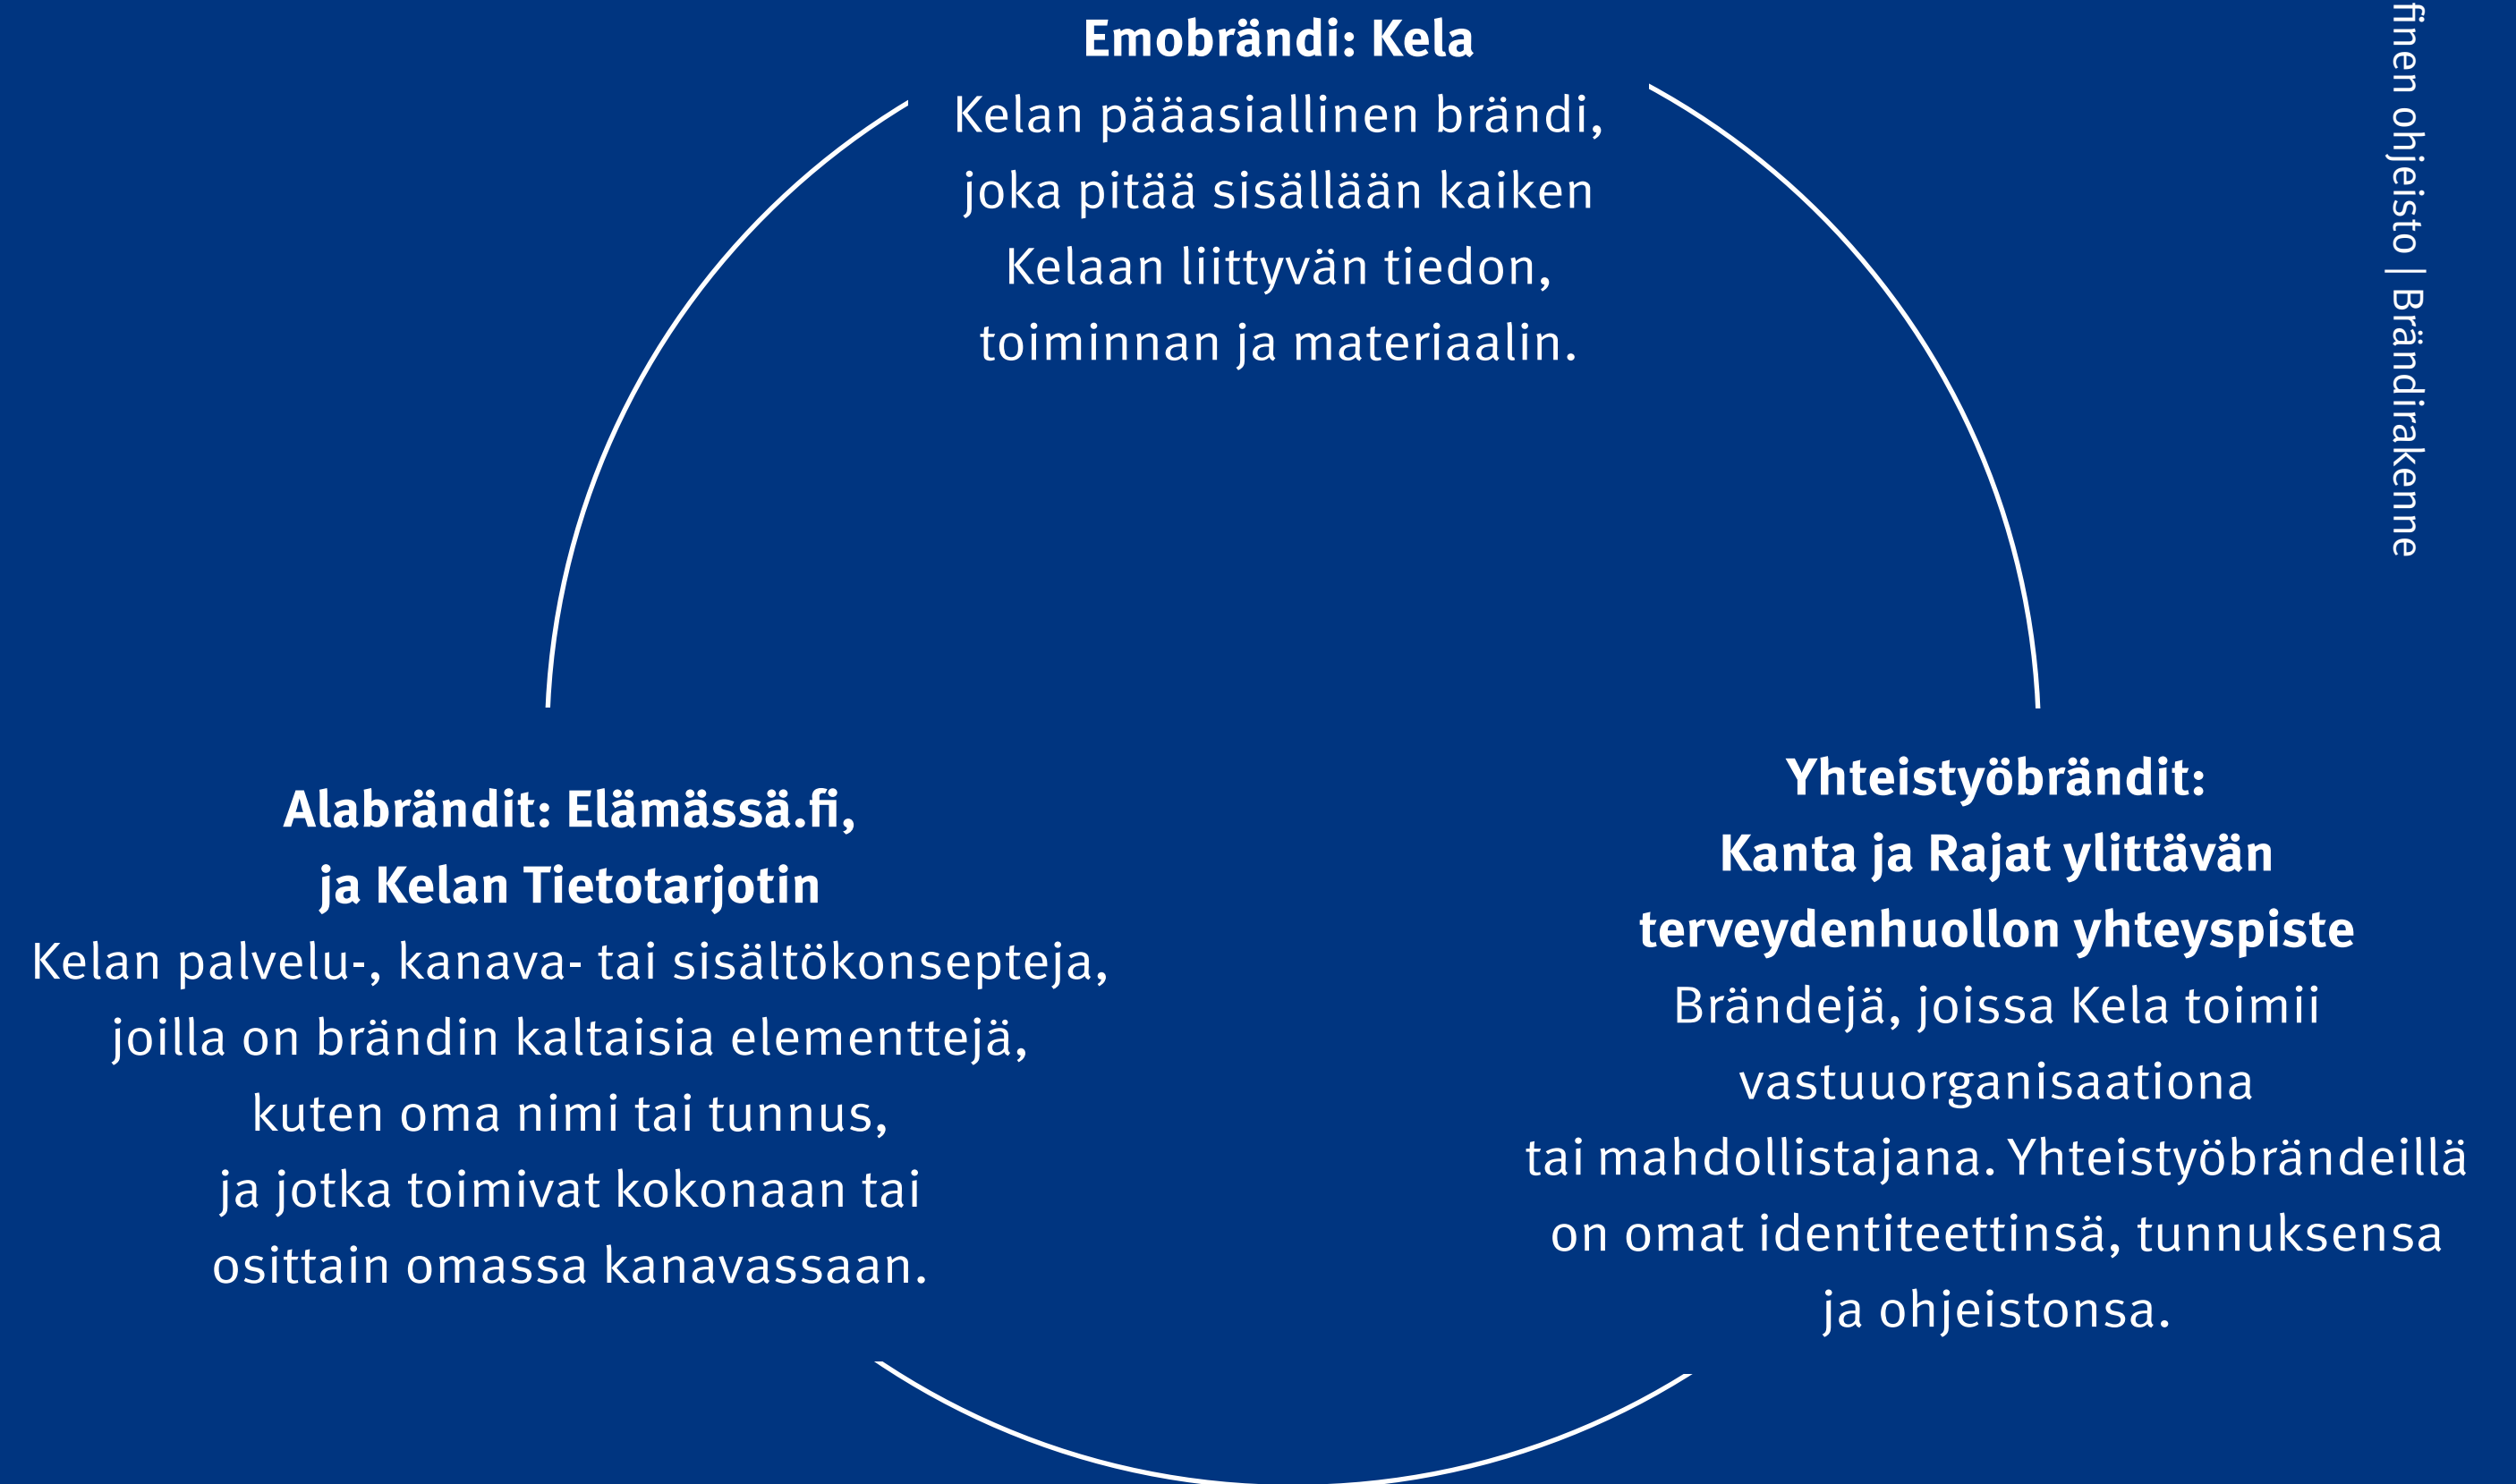 Emobrändi: Kela
Kelan pääasiallinen brändi,
joka pitää sisällään kaiken
Kelaan liittyvän tiedon,
toiminnan ja materiaalin.
Alabrändit: Elämässä.fi,
ja Kelan Tietotarjotin
Kelan palvelu-, kanava- tai sisältökonsepteja,
joilla on brändin kaltaisia elementtejä,
kuten oma nimi tai tunnus,
ja jotka toimivat kokonaan tai
osittain omassa kanavassaan.
Yhteistyöbrändit:
Kanta ja Rajat ylittävän
terveydenhuollon yhteyspiste
Brändejä, joissa Kela toimii
vastuuorganisaationa
tai mahdollistajana. Yhteistyöbrändeillä
on omat identiteettinsä, tunnuksensa
ja ohjeistonsa.
finen ohjeisto | Brändirakenne